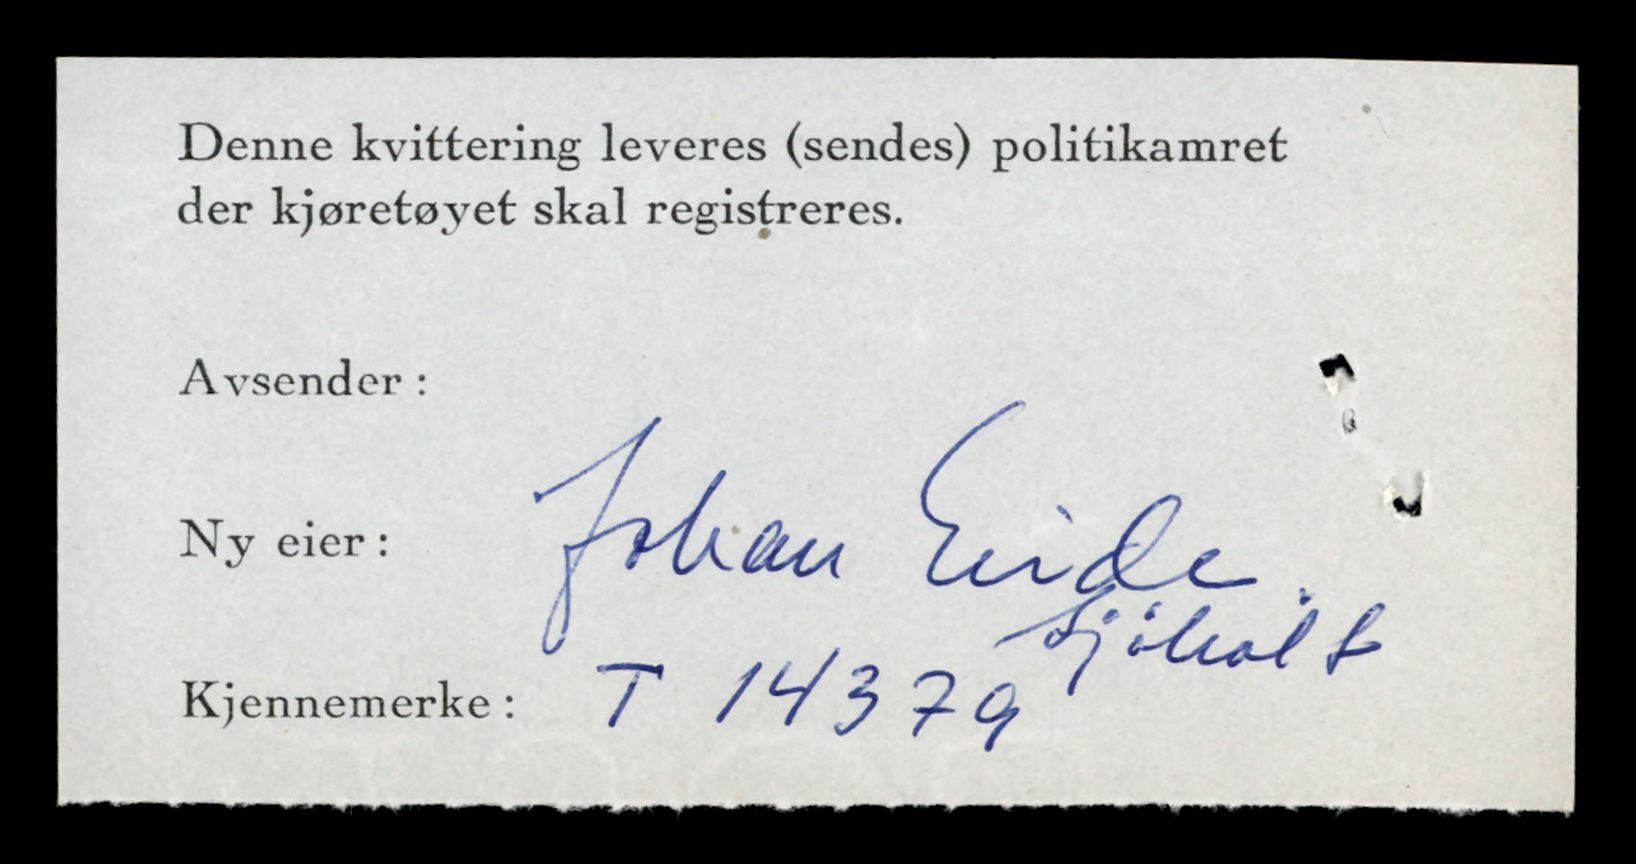 Denne kvittering leveres (sendes) politikamret
der kjøretøyet skal registreres.
Avsender :
Ny eier : Johan Eide
Sjøholt
Kjennemerke : T 14379